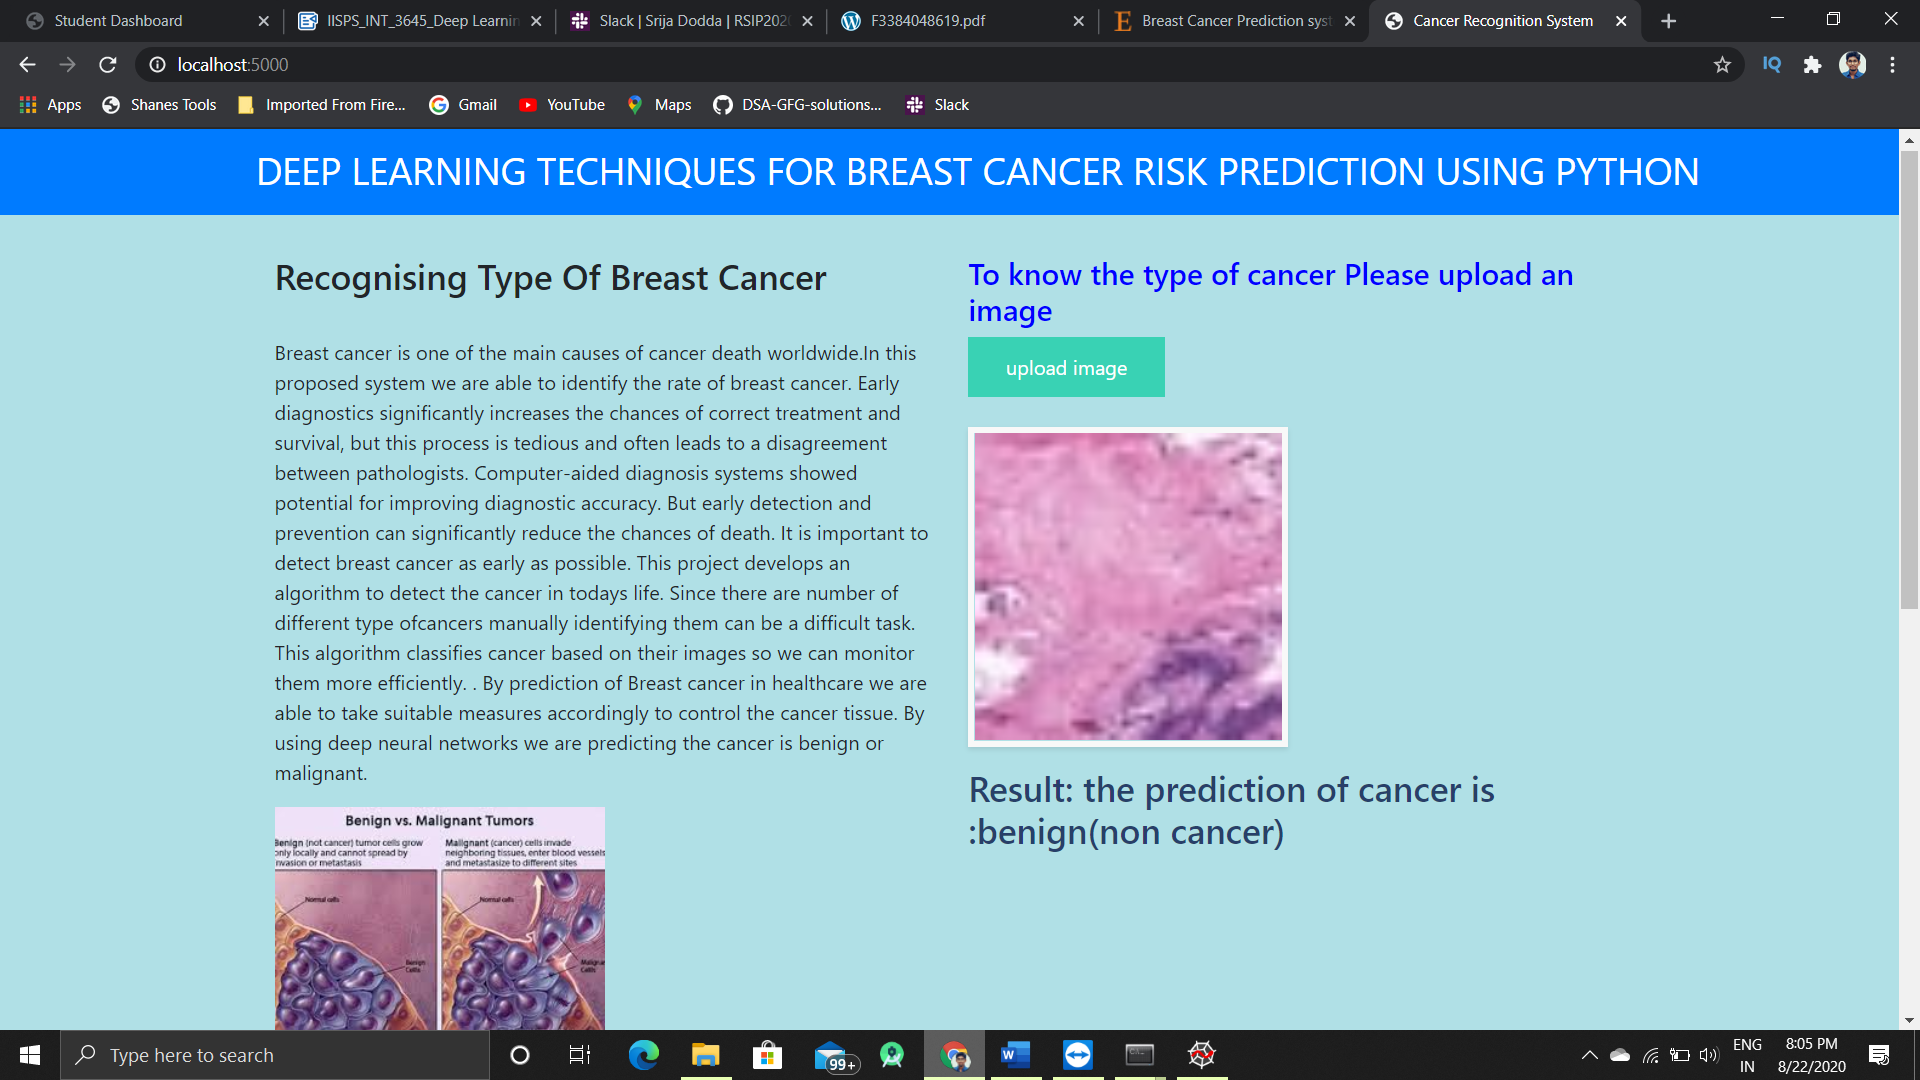 Student Dashboard
IISPS_INT_3645_Deep Learnin
Slack | Srija Dodda | RSIP202
F3384048619.pdf
Breast Cancer Prediction syst
Cancer Recognition System
localhost:5000
IQ
Apps
Shanes Tools
Imported From Fire...
Gmail
YouTube
Maps
DSA-GFG-solutions...
Slack
DEEP LEARNING TECHNIQUES FOR BREAST CANCER RISK PREDICTION USING PYTHON
Recognising Type Of Breast Cancer
Breast cancer is one of the main causes of cancer death worldwide.In this
proposed system we are able to identify the rate of breast cancer. Early
diagnostics significantly increases the chances of correct treatment and
survival, but this process is tedious and often leads to a disagreement
between pathologists. Computer-aided diagnosis systems showed
potential for improving diagnostic accuracy. But early detection and
prevention can significantly reduce the chances of death. It is important to
detect breast cancer as early as possible. This project develops an
algorithm to detect the cancer in todays life. Since there are number of
different type ofcancers manually identifying them can be a difficult task.
This algorithm classifies cancer based on their images so we can monitor
them more efficiently. . By prediction of Breast cancer in healthcare we are
able to take suitable measures accordingly to control the cancer tissue. By
using deep neural networks we are predicting the cancer is benign or
malignant.
Benign vs. Malignant Tumors
Benign (not cancer) tumor cells grow
only locally and cannot spread by
invasion or metastasis
Malignant (cancer) cells invade
neighboring tissues, enter blood vessels
and metastasize to different sites
Normal cells
Benign
Cells
Normal cells
Cells
To know the type of cancer Please upload an
image
upload image
Result: the prediction of cancer is
:benign(non cancer)
Type here to search
99+
ENG
IN
8:05 PM
8/22/2020